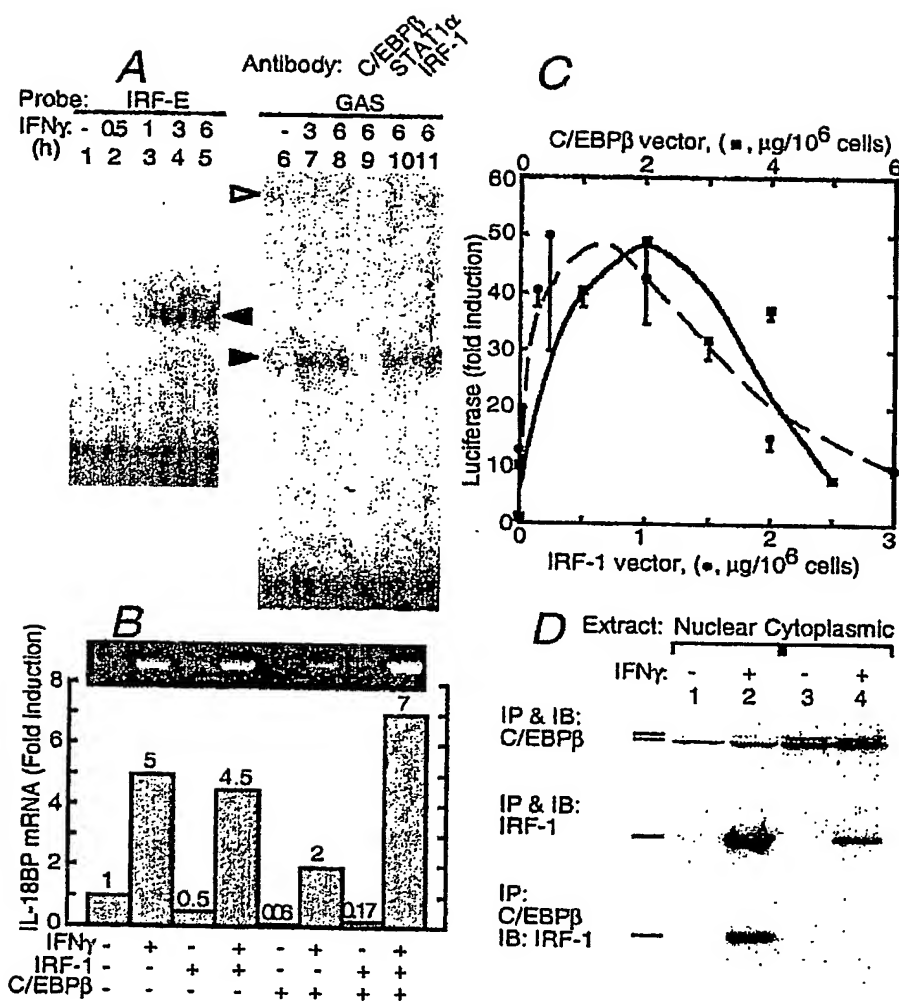 A
Probe: IRF-E
IFNγ: - 0.5 1 3 6
(h) 1 2 3 4 5
Antibody: C/EBPβ STAT1α IRF-1
GAS
- 3 6 6 6 6
6 7 8 9 10 11
B
IL-18BP mRNA (Fold Induction)
8
6
4
2
0
1 5 0.5 4.5 0.06 2 0.17 7
IFNγ - + - + - + - +
IRF-1 - - + + - - + +
C/EBPβ - - - - + + + +
C
C/EBPβ vector, (■, μg/10⁶ cells)
0 2 4 6
Luciferase (fold induction)
60
50
40
30
20
10
0
0 1 2 3
IRF-1 vector, (●, μg/10⁶ cells)
D Extract: Nuclear Cytoplasmic
IFNγ: - + - +
1 2 3 4
IP & IB:
C/EBPβ
IP & IB:
IRF-1
IP:
C/EBPβ
IB: IRF-1